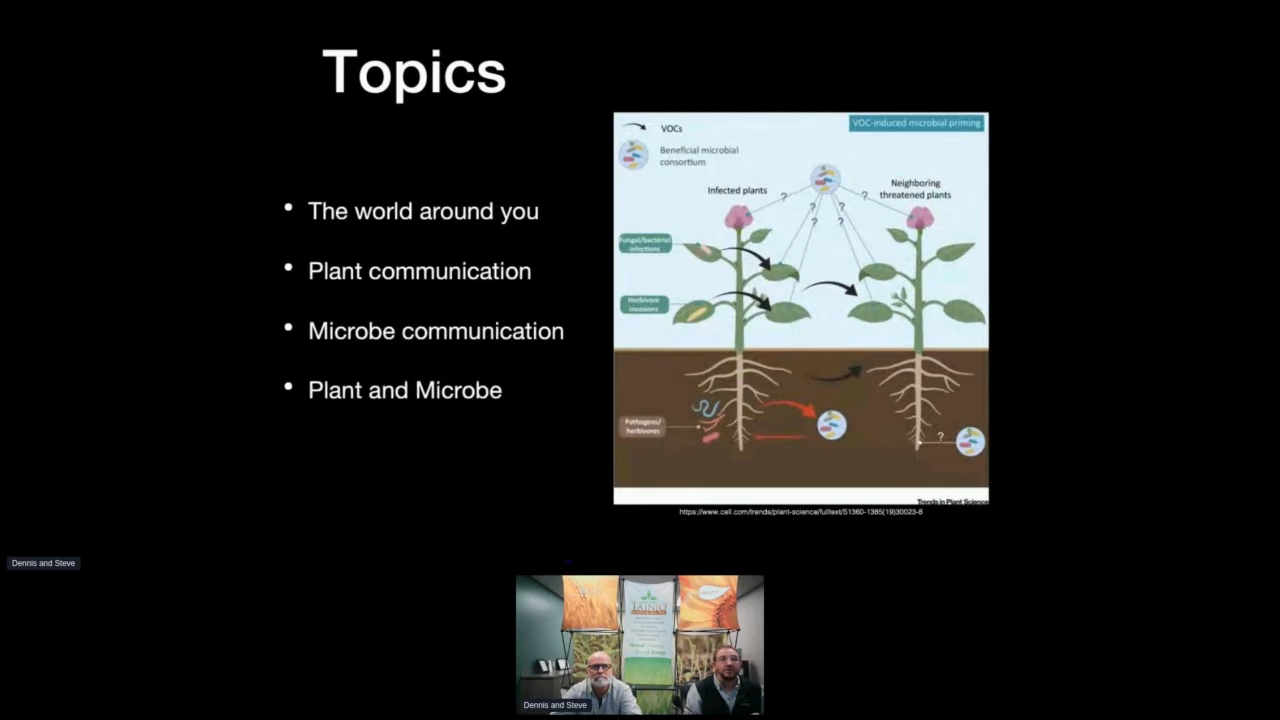 Topics
• The world around you
• Plant communication
• Microbe communication
• Plant and Microbe
VOCs
VOC-induced microbial priming
Beneficial microbial
consortium
Infected plants
Neighboring
threatened plants
?
?
?
?
?
?
Fungal/bacterial
infections
Herbivore
invasions
Pathogens/
herbivores
?
Trends in Plant Science
https://www.cell.com/trends/plant-science/fulltext/S1360-1385(19)30023-8
Dennis and Steve
TAINIO
Dennis and Steve